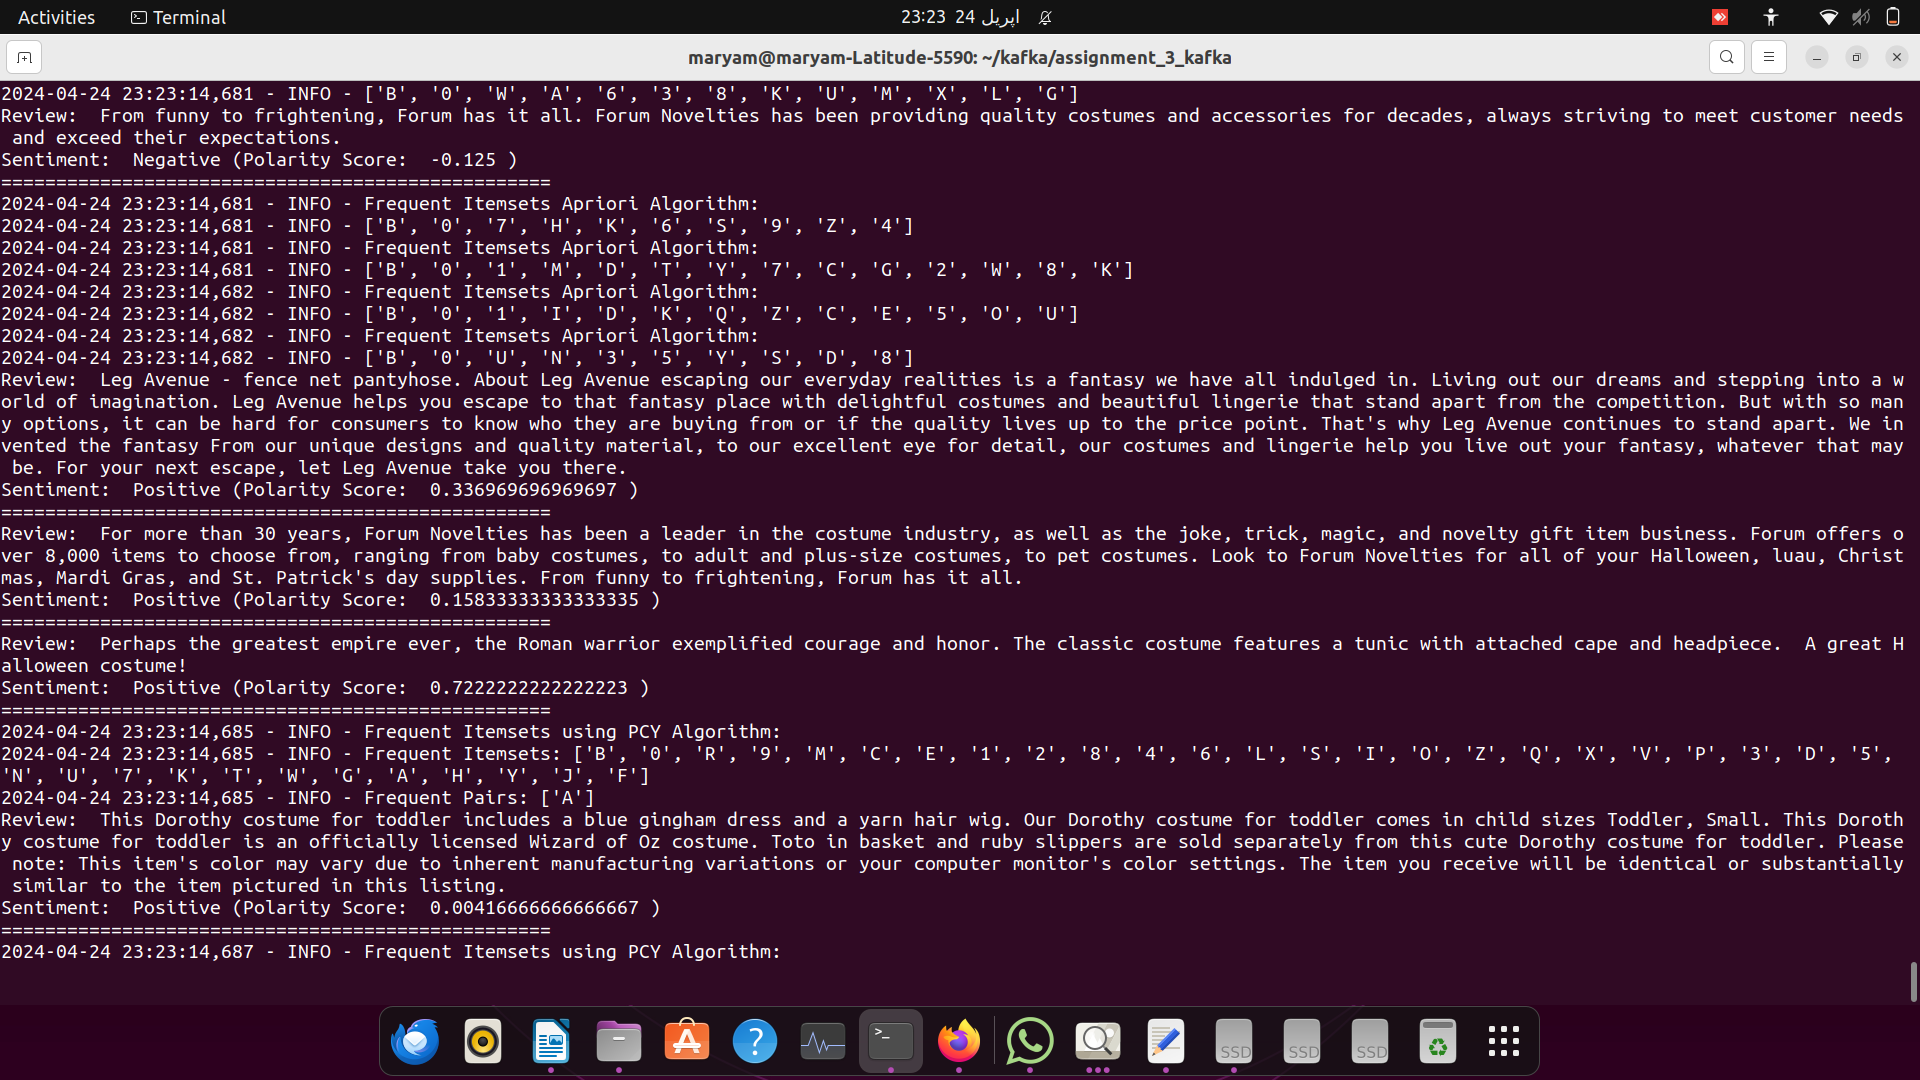 Activities
Terminal
23:23 24 اپریل
maryam@maryam-Latitude-5590: ~/kafka/assignment_3_kafka
2024-04-24 23:23:14,681 - INFO - ['B', '0', 'W', 'A', '6', '3', '8', 'K', 'U', 'M', 'X', 'L', 'G']
Review:  From funny to frightening, Forum has it all. Forum Novelties has been providing quality costumes and accessories for decades, always striving to meet customer needs
 and exceed their expectations.
Sentiment:  Negative (Polarity Score:  -0.125 )
==================================================
2024-04-24 23:23:14,681 - INFO - Frequent Itemsets Apriori Algorithm:
2024-04-24 23:23:14,681 - INFO - ['B', '0', '7', 'H', 'K', '6', 'S', '9', 'Z', '4']
2024-04-24 23:23:14,681 - INFO - Frequent Itemsets Apriori Algorithm:
2024-04-24 23:23:14,681 - INFO - ['B', '0', '1', 'M', 'D', 'T', 'Y', '7', 'C', 'G', '2', 'W', '8', 'K']
2024-04-24 23:23:14,682 - INFO - Frequent Itemsets Apriori Algorithm:
2024-04-24 23:23:14,682 - INFO - ['B', '0', '1', 'I', 'D', 'K', 'Q', 'Z', 'C', 'E', '5', 'O', 'U']
2024-04-24 23:23:14,682 - INFO - Frequent Itemsets Apriori Algorithm:
2024-04-24 23:23:14,682 - INFO - ['B', '0', 'U', 'N', '3', '5', 'Y', 'S', 'D', '8']
Review:  Leg Avenue - fence net pantyhose. About Leg Avenue escaping our everyday realities is a fantasy we have all indulged in. Living out our dreams and stepping into a w
orld of imagination. Leg Avenue helps you escape to that fantasy place with delightful costumes and beautiful lingerie that stand apart from the competition. But with so man
y options, it can be hard for consumers to know who they are buying from or if the quality lives up to the price point. That's why Leg Avenue continues to stand apart. We in
vented the fantasy From our unique designs and quality material, to our excellent eye for detail, our costumes and lingerie help you live out your fantasy, whatever that may
 be. For your next escape, let Leg Avenue take you there.
Sentiment:  Positive (Polarity Score:  0.336969696969697 )
==================================================
Review:  For more than 30 years, Forum Novelties has been a leader in the costume industry, as well as the joke, trick, magic, and novelty gift item business. Forum offers o
ver 8,000 items to choose from, ranging from baby costumes, to adult and plus-size costumes, to pet costumes. Look to Forum Novelties for all of your Halloween, luau, Christ
mas, Mardi Gras, and St. Patrick's day supplies. From funny to frightening, Forum has it all.
Sentiment:  Positive (Polarity Score:  0.15833333333333335 )
==================================================
Review:  Perhaps the greatest empire ever, the Roman warrior exemplified courage and honor. The classic costume features a tunic with attached cape and headpiece.  A great H
alloween costume!
Sentiment:  Positive (Polarity Score:  0.7222222222222223 )
==================================================
2024-04-24 23:23:14,685 - INFO - Frequent Itemsets using PCY Algorithm:
2024-04-24 23:23:14,685 - INFO - Frequent Itemsets: ['B', '0', 'R', '9', 'M', 'C', 'E', '1', '2', '8', '4', '6', 'L', 'S', 'I', 'O', 'Z', 'Q', 'X', 'V', 'P', '3', 'D', '5',
'N', 'U', '7', 'K', 'T', 'W', 'G', 'A', 'H', 'Y', 'J', 'F']
2024-04-24 23:23:14,685 - INFO - Frequent Pairs: ['A']
Review:  This Dorothy costume for toddler includes a blue gingham dress and a yarn hair wig. Our Dorothy costume for toddler comes in child sizes Toddler, Small. This Doroth
y costume for toddler is an officially licensed Wizard of Oz costume. Toto in basket and ruby slippers are sold separately from this cute Dorothy costume for toddler. Please
 note: This item's color may vary due to inherent manufacturing variations or your computer monitor's color settings. The item you receive will be identical or substantially
 similar to the item pictured in this listing.
Sentiment:  Positive (Polarity Score:  0.00416666666666667 )
==================================================
2024-04-24 23:23:14,687 - INFO - Frequent Itemsets using PCY Algorithm:
SSD
SSD
SSD